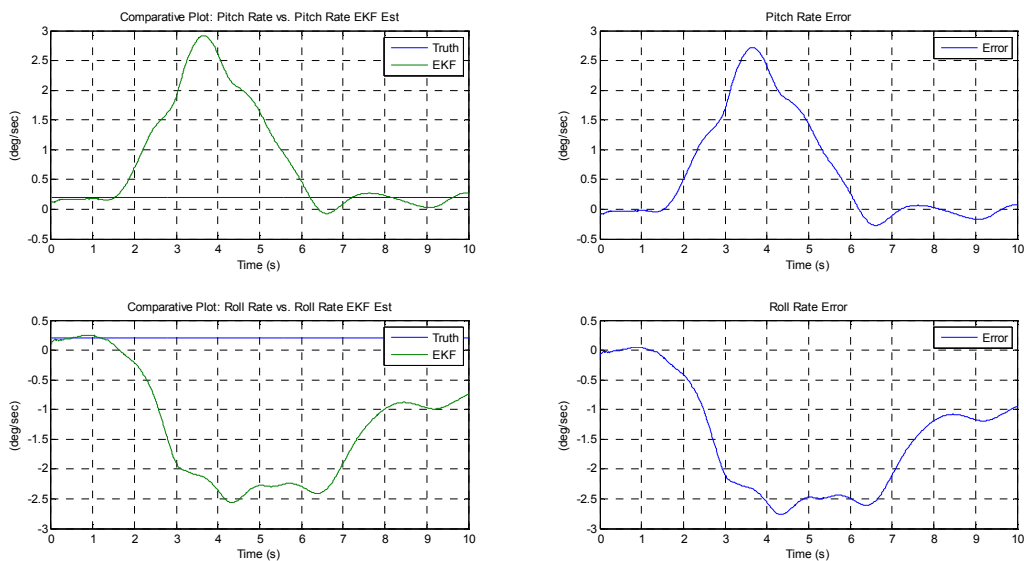 Comparative Plot: Pitch Rate vs. Pitch Rate EKF Est
3
2.5
2
1.5
1
0.5
0
-0.5
(deg/sec)
Truth
EKF
0 1 2 3 4 5 6 7 8 9 10
Time (s)
Pitch Rate Error
3
2.5
2
1.5
1
0.5
0
-0.5
(deg/sec)
Error
0 1 2 3 4 5 6 7 8 9 10
Time (s)
Comparative Plot: Roll Rate vs. Roll Rate EKF Est
0.5
0
-0.5
-1
-1.5
-2
-2.5
-3
(deg/sec)
Truth
EKF
0 1 2 3 4 5 6 7 8 9 10
Time (s)
Roll Rate Error
0.5
0
-0.5
-1
-1.5
-2
-2.5
-3
(deg/sec)
Error
0 1 2 3 4 5 6 7 8 9 10
Time (s)